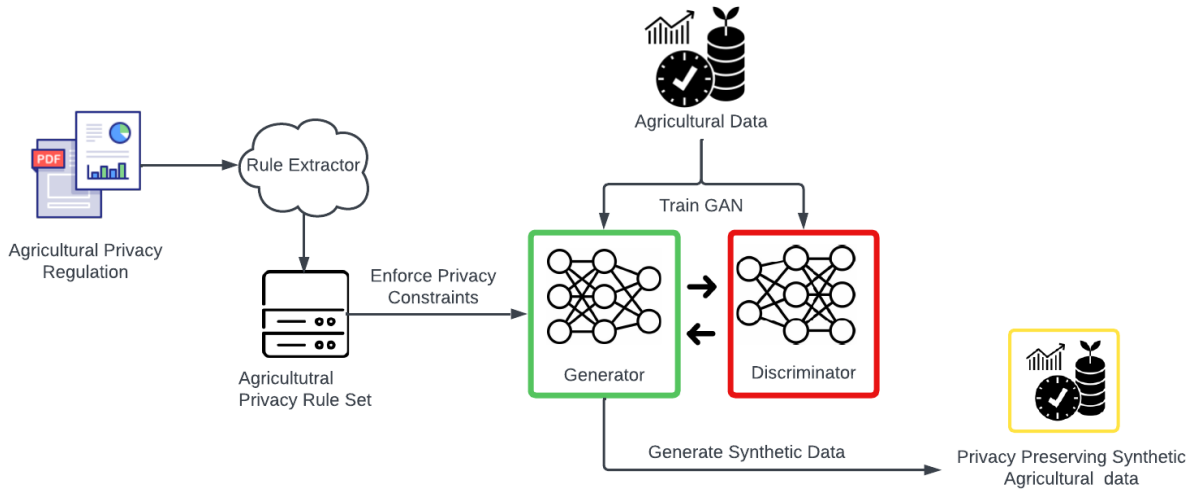 Agricultural Data
PDF
Rule Extractor
Train GAN
Agricultural Privacy
Regulation
Enforce Privacy
Constraints
Generator
Discriminator
Agricultutral
Privacy Rule Set
Generate Synthetic Data
Privacy Preserving Synthetic
Agricultural data